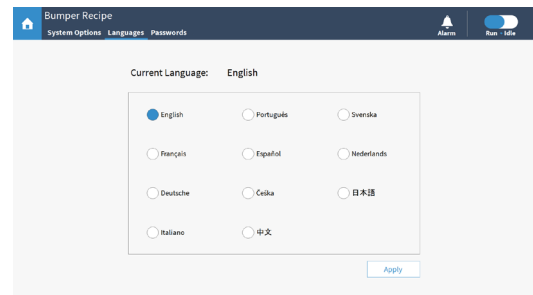 Bumper Recipe
System Options Languages Passwords
Alarm
Run - Idle
Current Language: English
English Português Svenska
Français Español Nederlands
Deutsche Češka 日本語
Italiano 中文
Apply